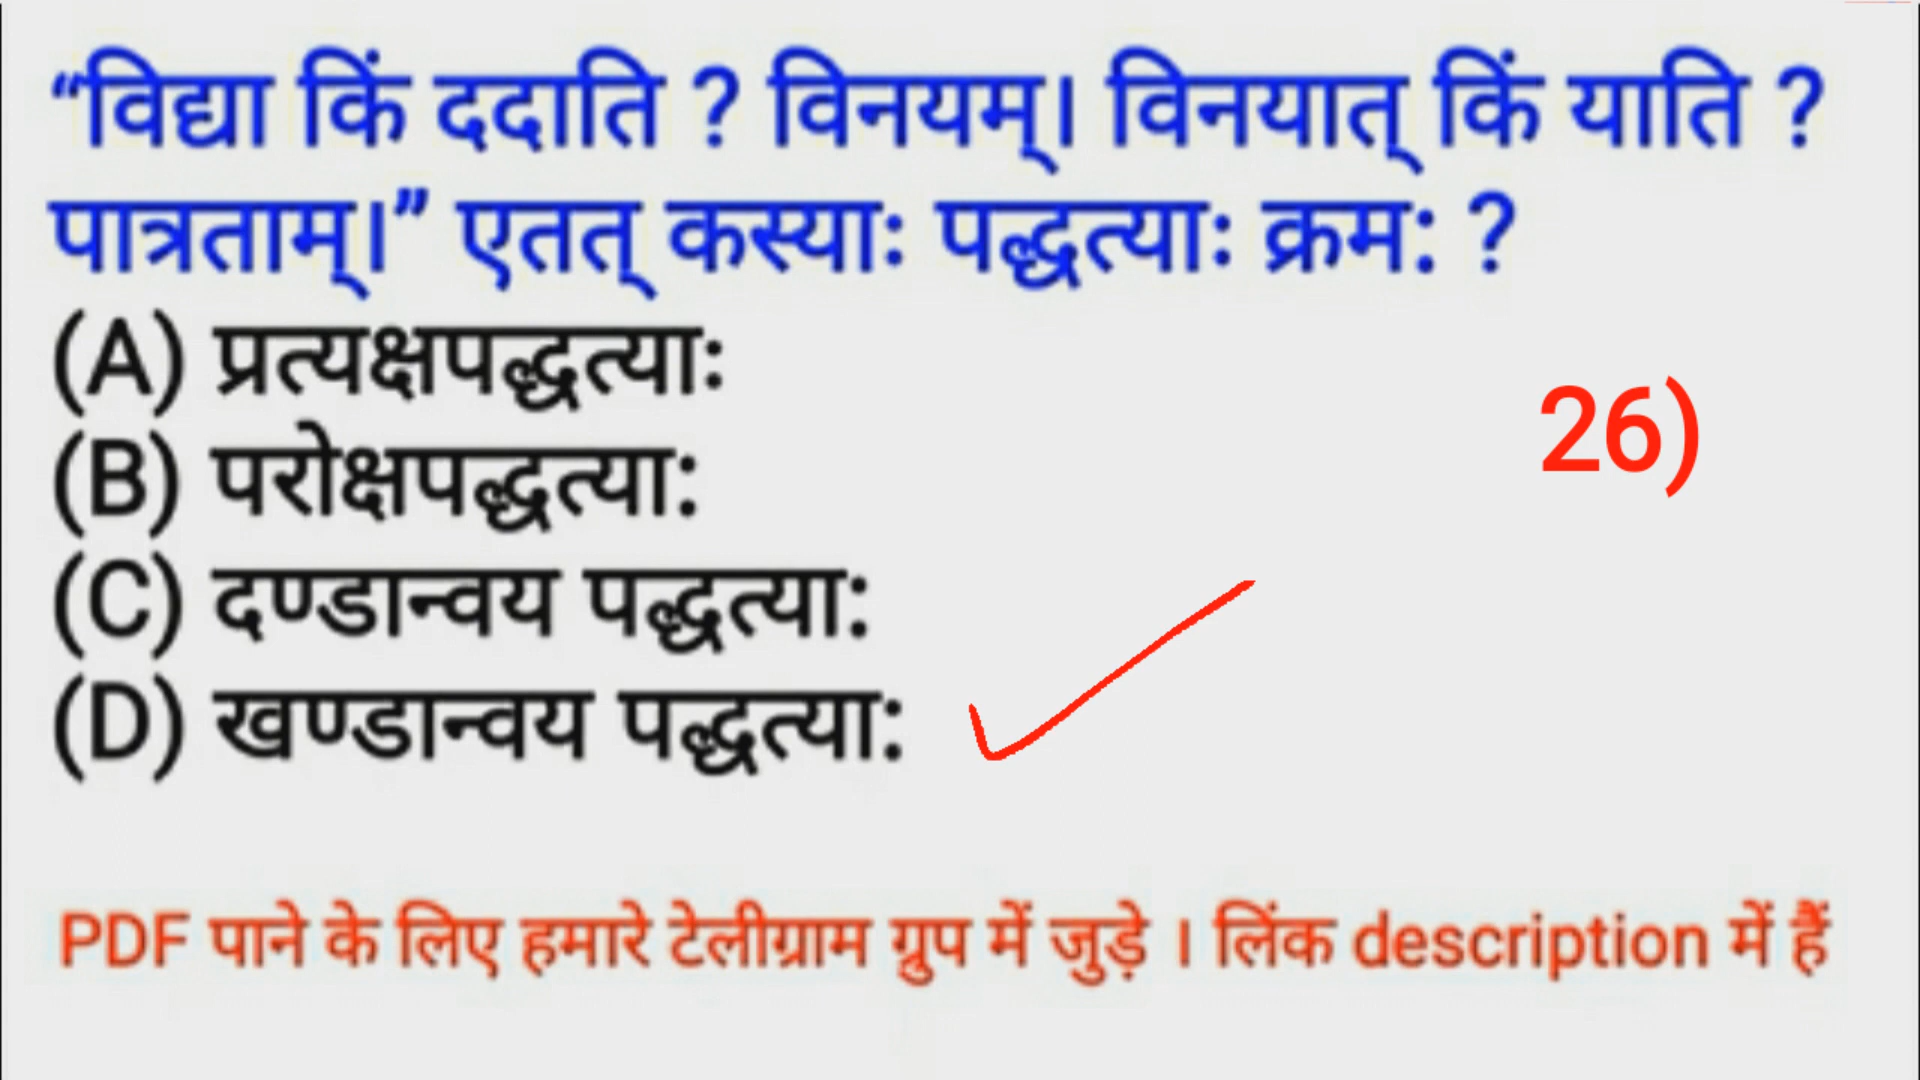 “विद्या किं ददाति ? विनयम्। विनयात् किं याति ?
पात्रताम्।” एतत् कस्याः पद्धत्याः क्रम: ?
(A) प्रत्यक्षपद्धत्याः
(B) परोक्षपद्धत्या:
(C) दण्डान्वय पद्धत्या:
(D) खण्डान्वय पद्धत्या:
26)
PDF पाने के लिए हमारे टेलीग्राम ग्रुप में जुड़े । लिंक description में हैं